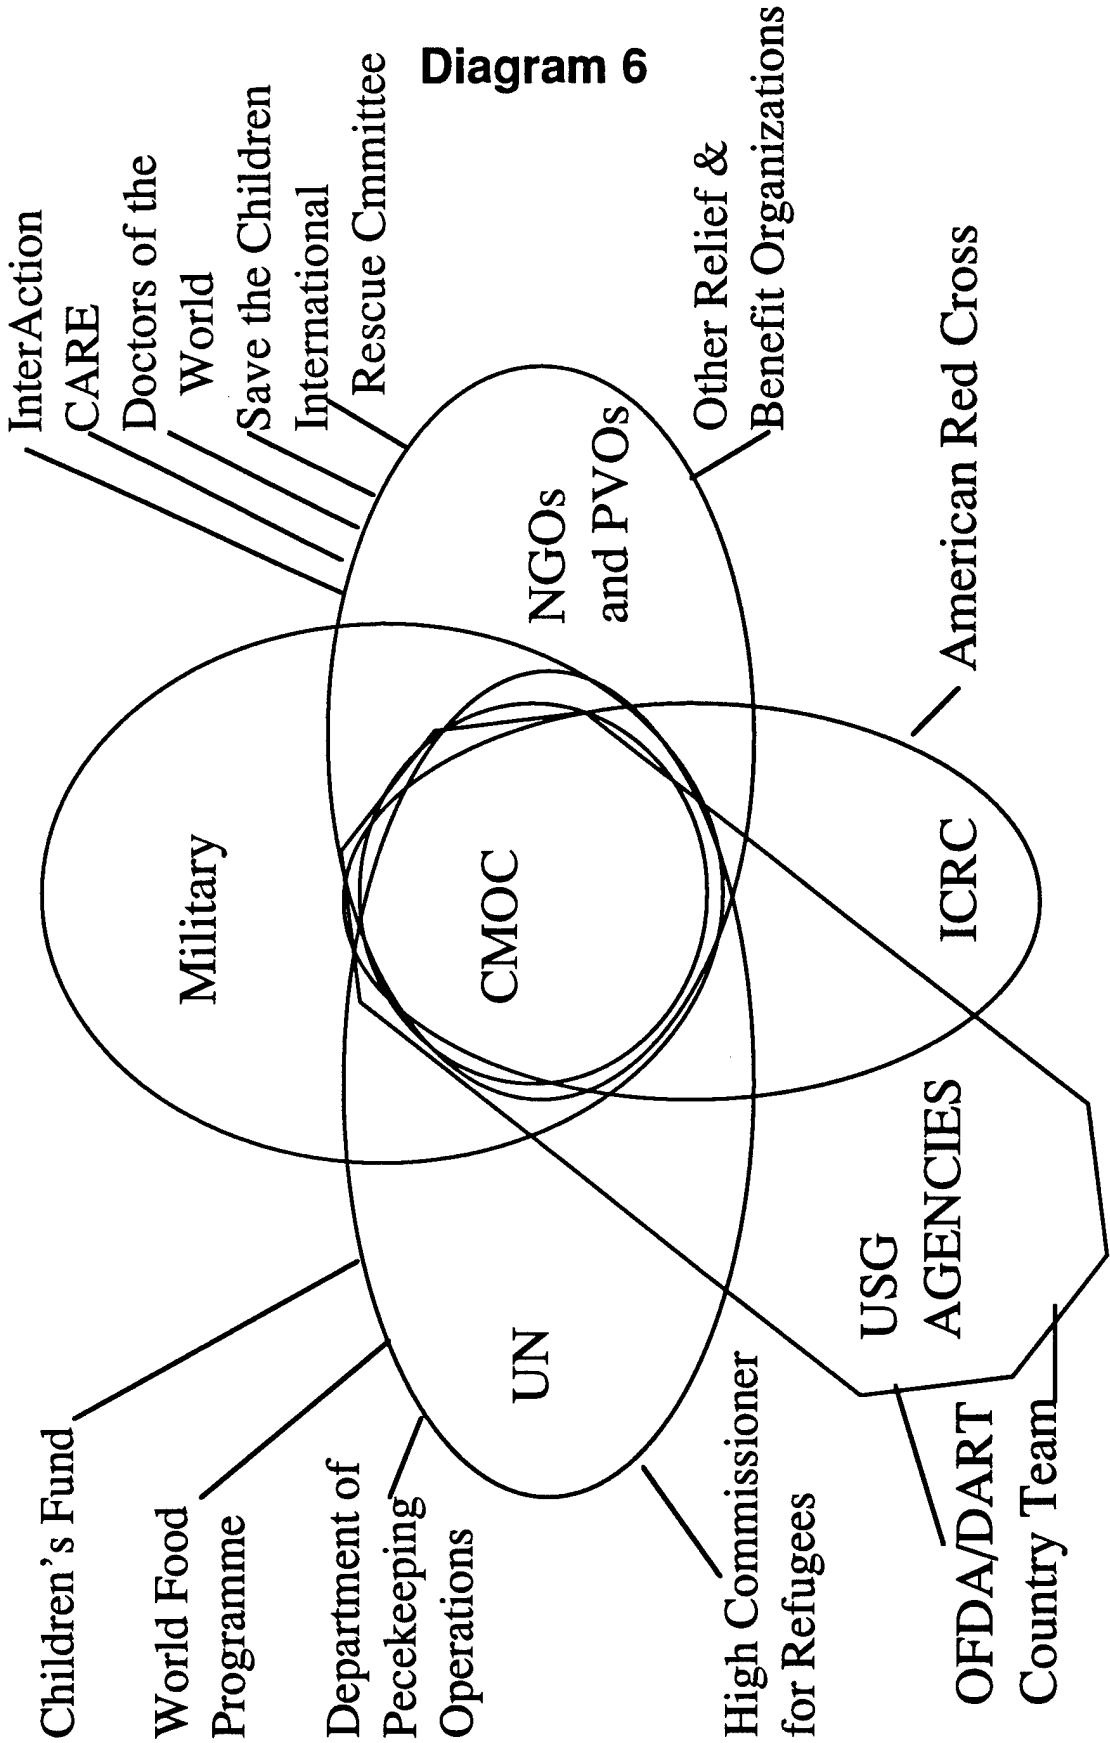 Diagram 6
InterAction
CARE
Doctors of the
World
Save the Children
International
Rescue Cmmittee
Military
NGOs
and PVOs
CMOC
UN
Children's Fund
World Food
Programme
Department of
Pecekeeping
Operations
Other Relief &
Benefit Organizations
American Red Cross
ICRC
USG
AGENCIES
High Commissioner
for Refugees
OFDA/DART
Country Team